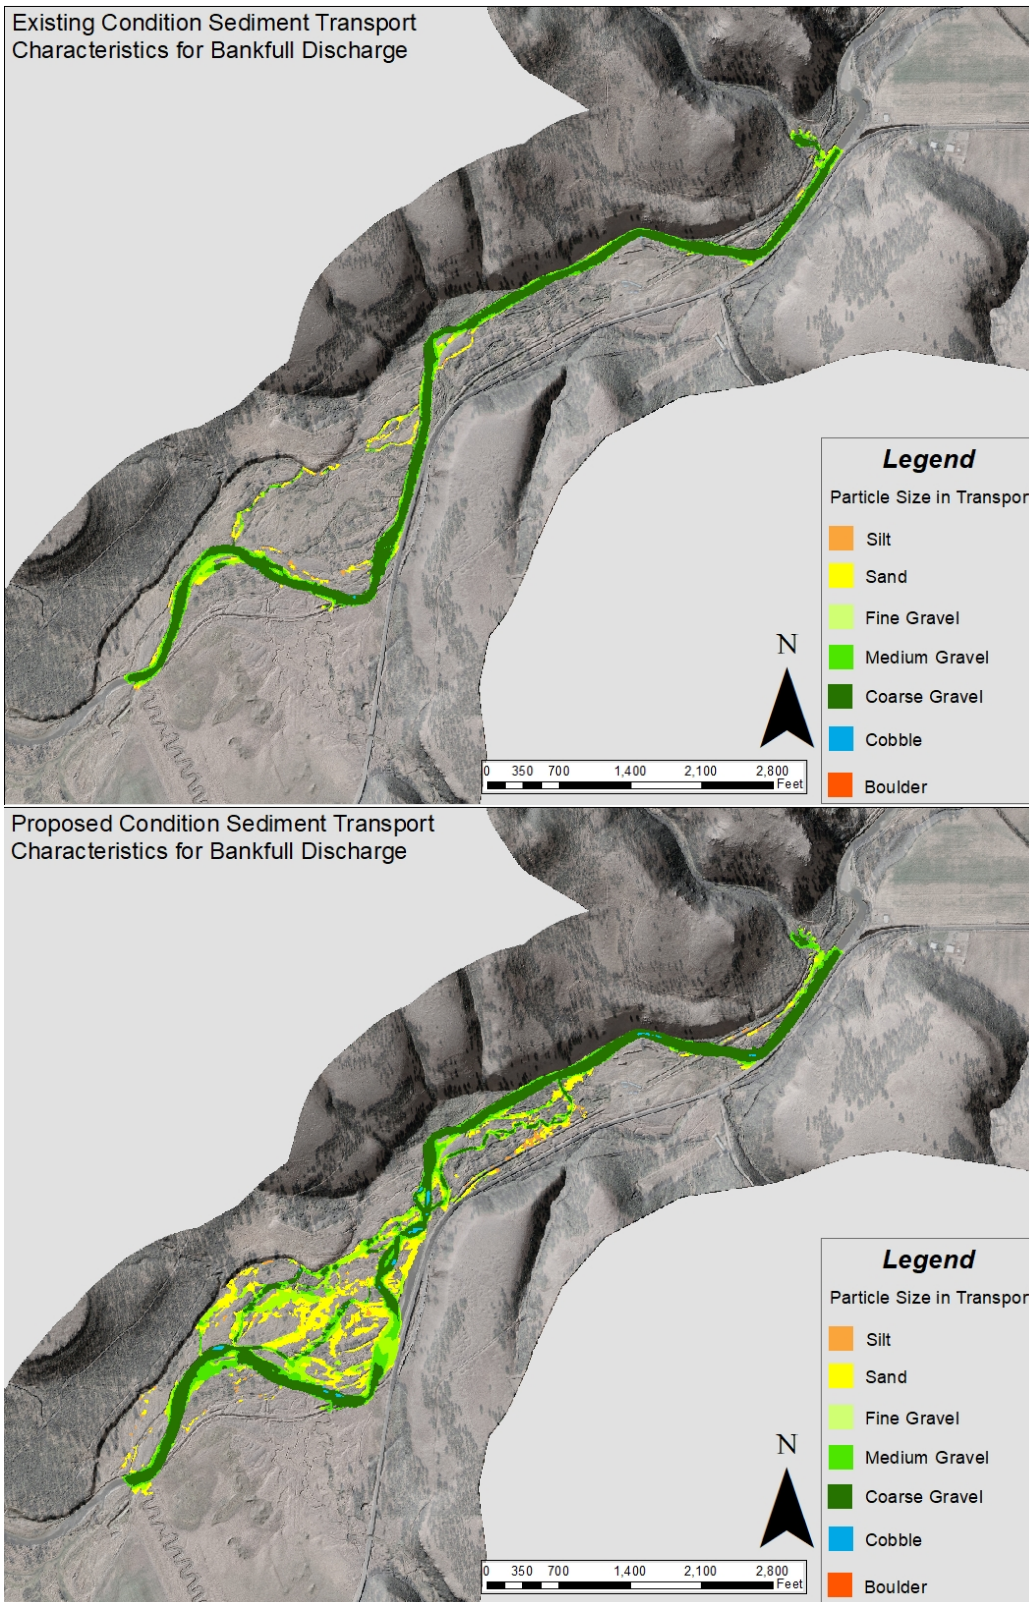 Existing Condition Sediment Transport
Characteristics for Bankfull Discharge
Legend
Particle Size in Transport
Silt
Sand
Fine Gravel
Medium Gravel
Coarse Gravel
Cobble
Boulder
N
0 350 700 1,400 2,100 2,800
Feet
Proposed Condition Sediment Transport
Characteristics for Bankfull Discharge
Legend
Particle Size in Transport
Silt
Sand
Fine Gravel
Medium Gravel
Coarse Gravel
Cobble
Boulder
N
0 350 700 1,400 2,100 2,800
Feet